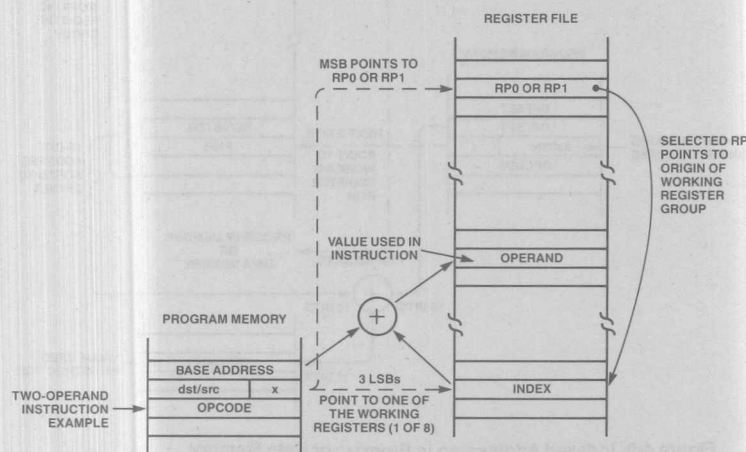 REGISTER FILE
MSB POINTS TO
RP0 OR RP1
RP0 OR RP1
SELECTED RP
POINTS TO
ORIGIN OF
WORKING
REGISTER
GROUP
VALUE USED IN
INSTRUCTION
OPERAND
+
PROGRAM MEMORY
BASE ADDRESS
dst/src
x
OPCODE
TWO-OPERAND
INSTRUCTION
EXAMPLE
3 LSBs
POINT TO ONE OF
THE WORKING
REGISTERS (1 OF 8)
INDEX